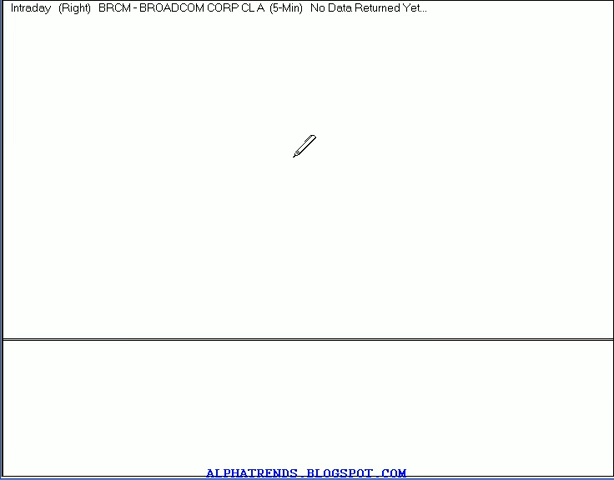 Intraday (Right) BRCM - BROADCOM CORP CL A (5-Min) No Data Returned Yet...
ALPHATRENDS.BLOGSPOT.COM